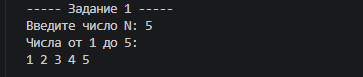 ----- Задание 1 -----
Введите число N: 5
Числа от 1 до 5:
1 2 3 4 5